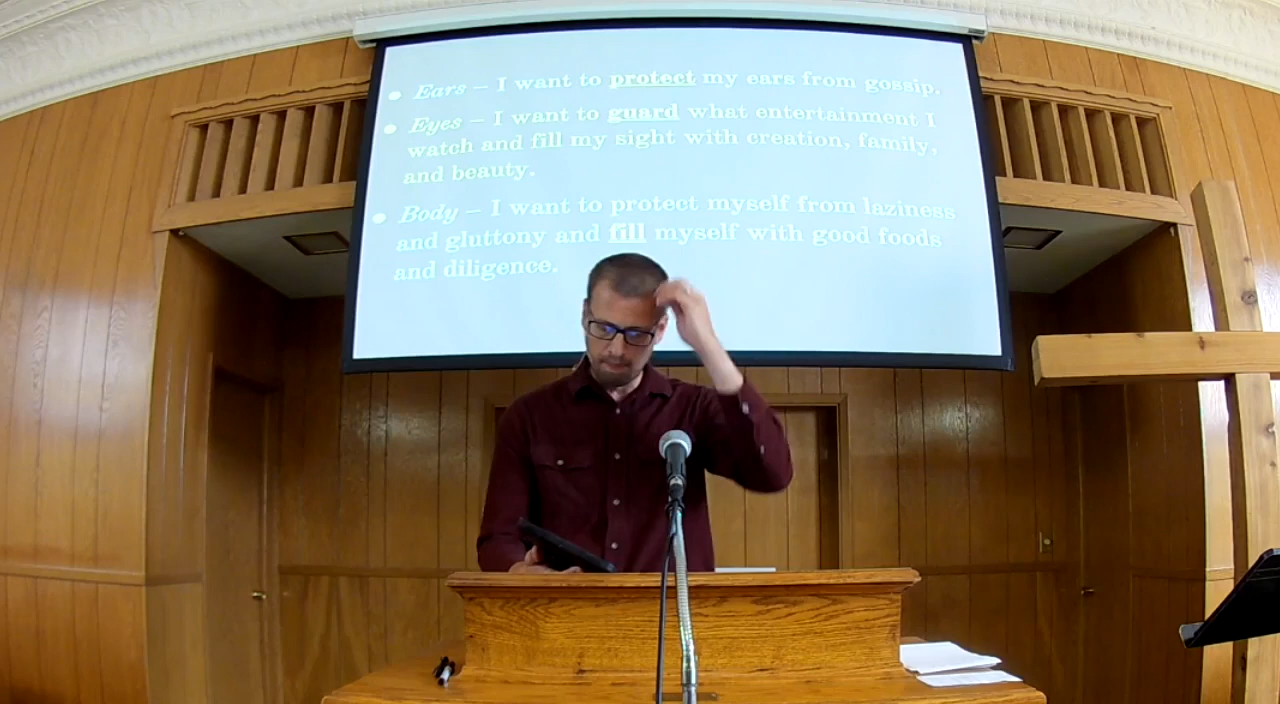 • Ears – I want to protect my ears from gossip.
• Eyes – I want to guard what entertainment I
watch and fill my sight with creation, family,
and beauty.
• Body – I want to protect myself from laziness
and gluttony and fill myself with good foods
and diligence.